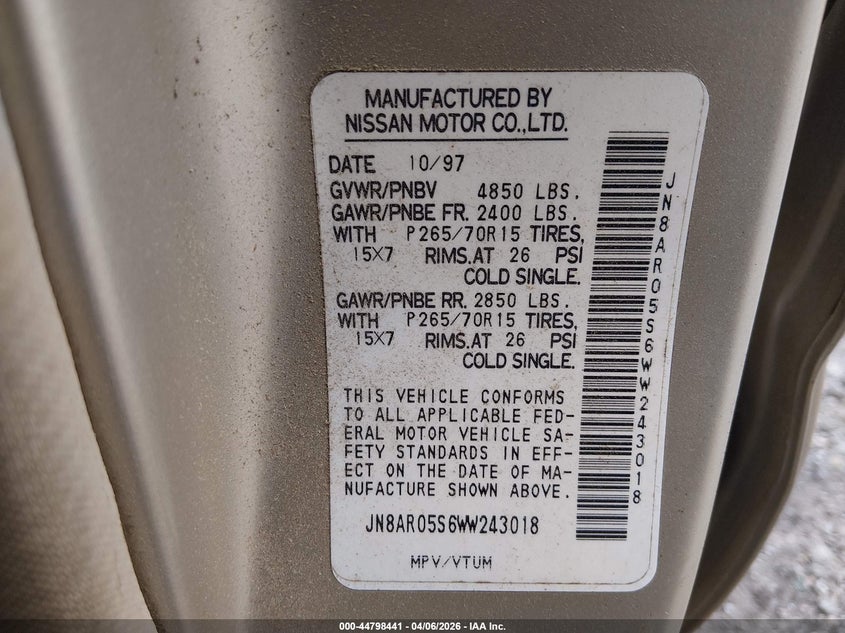 MANUFACTURED BY
NISSAN MOTOR CO.,LTD.
DATE 10/97
GVWR/PNBV 4850 LBS.
GAWR/PNBE FR. 2400 LBS.
WITH P265/70R15 TIRES,
15X7 RIMS.AT 26 PSI
COLD SINGLE.
GAWR/PNBE RR. 2850 LBS.
WITH P265/70R15 TIRES,
15X7 RIMS.AT 26 PSI
COLD SINGLE.
THIS VEHICLE CONFORMS
TO ALL APPLICABLE FED-
ERAL MOTOR VEHICLE SA-
FETY STANDARDS IN EFF-
ECT ON THE DATE OF MA-
NUFACTURE SHOWN ABOVE.
JN8AR05S6WW243018
MPV/VTUM
JN8AR05S6WW243018
000-44798441 - 04/06/2026 - IAA Inc.